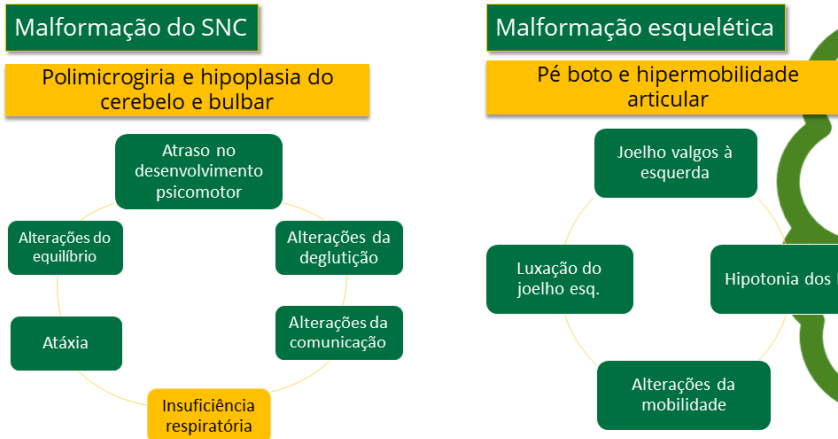 Malformação do SNC
Polimicrogiria e hipoplasia do
cerebelo e bulbar
Atraso no
desenvolvimento
psicomotor
Alterações do
equilíbrio
Alterações da
deglutição
Atáxia
Alterações da
comunicação
Insuficiência
respiratória
Malformação esquelética
Pé boto e hipermobilidade
articular
Joelho valgos à
esquerda
Luxação do
joelho esq.
Hipotonia dos
Alterações da
mobilidade